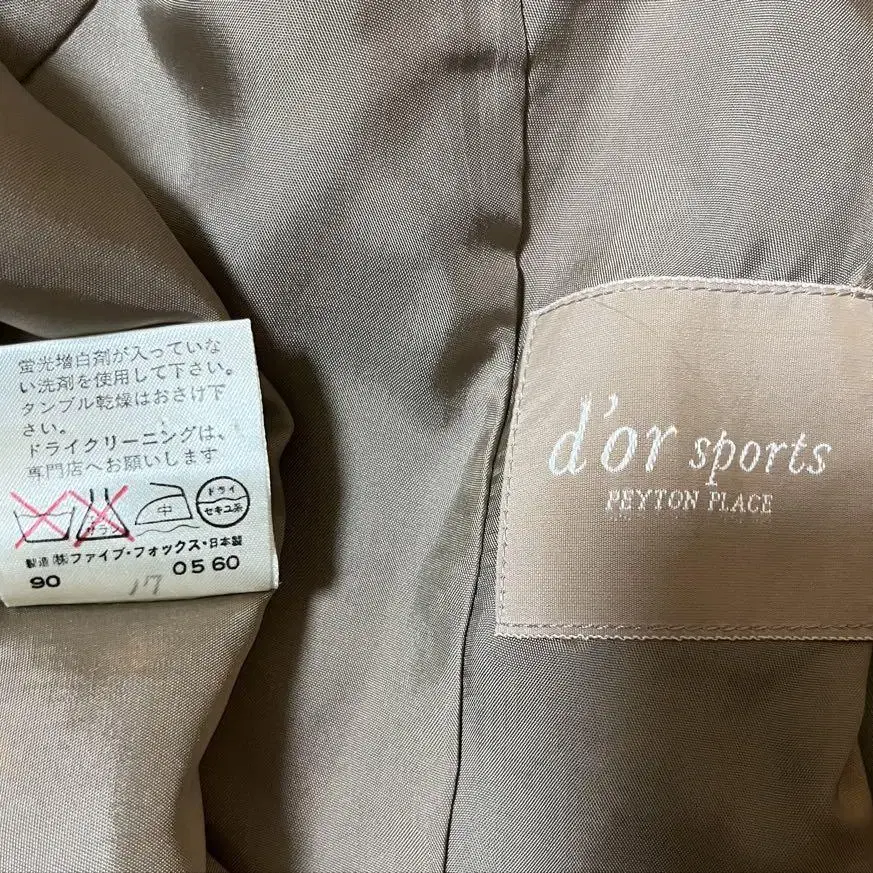 蛍光増白剤が入っていな
い洗剤を使用して下さい。
タンブル乾燥はおさけ下
さい。
ドライクリーニングは、
専門店へお願いします
中
ドライ
セキユ系
製造 ㈱ファイブ・フォックス・日本製
90
17
0560
d'or sports
PEYTON PLACE